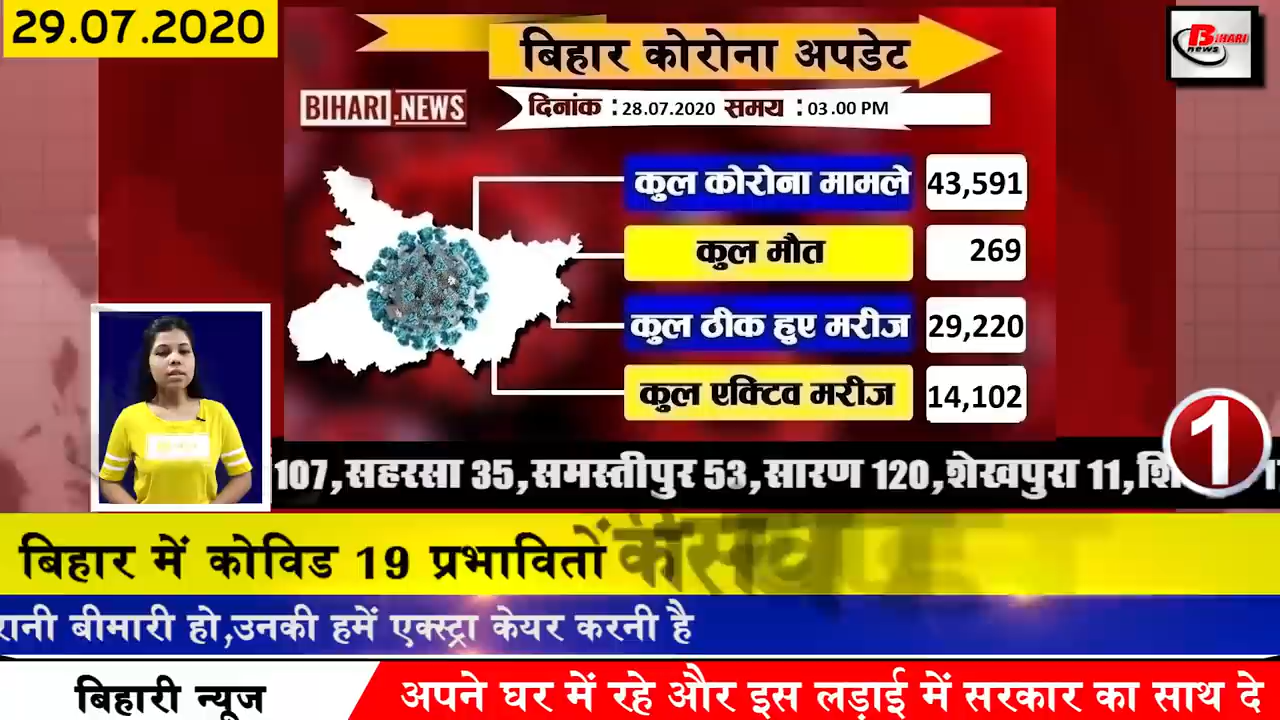 29.07.2020
बिहार कोरोना अपडेट
BIHARI
NEWS
BIHARI.NEWS
दिनांक : 28.07.2020 समय : 03.00 PM
कुल कोरोना मामले 43,591
कुल मौत 269
कुल ठीक हुए मरीज 29,220
कुल एक्टिव मरीज 14,102
107,सहरसा 35,समस्तीपुर 53,सारण 120,शेखपुरा 11,
1
बिहार में कोविड 19 प्रभावितों की
रानी बीमारी हो,उनकी हमें एक्स्ट्रा केयर करनी है
बिहारी न्यूज
अपने घर में रहे और इस लड़ाई में सरकार का साथ दे